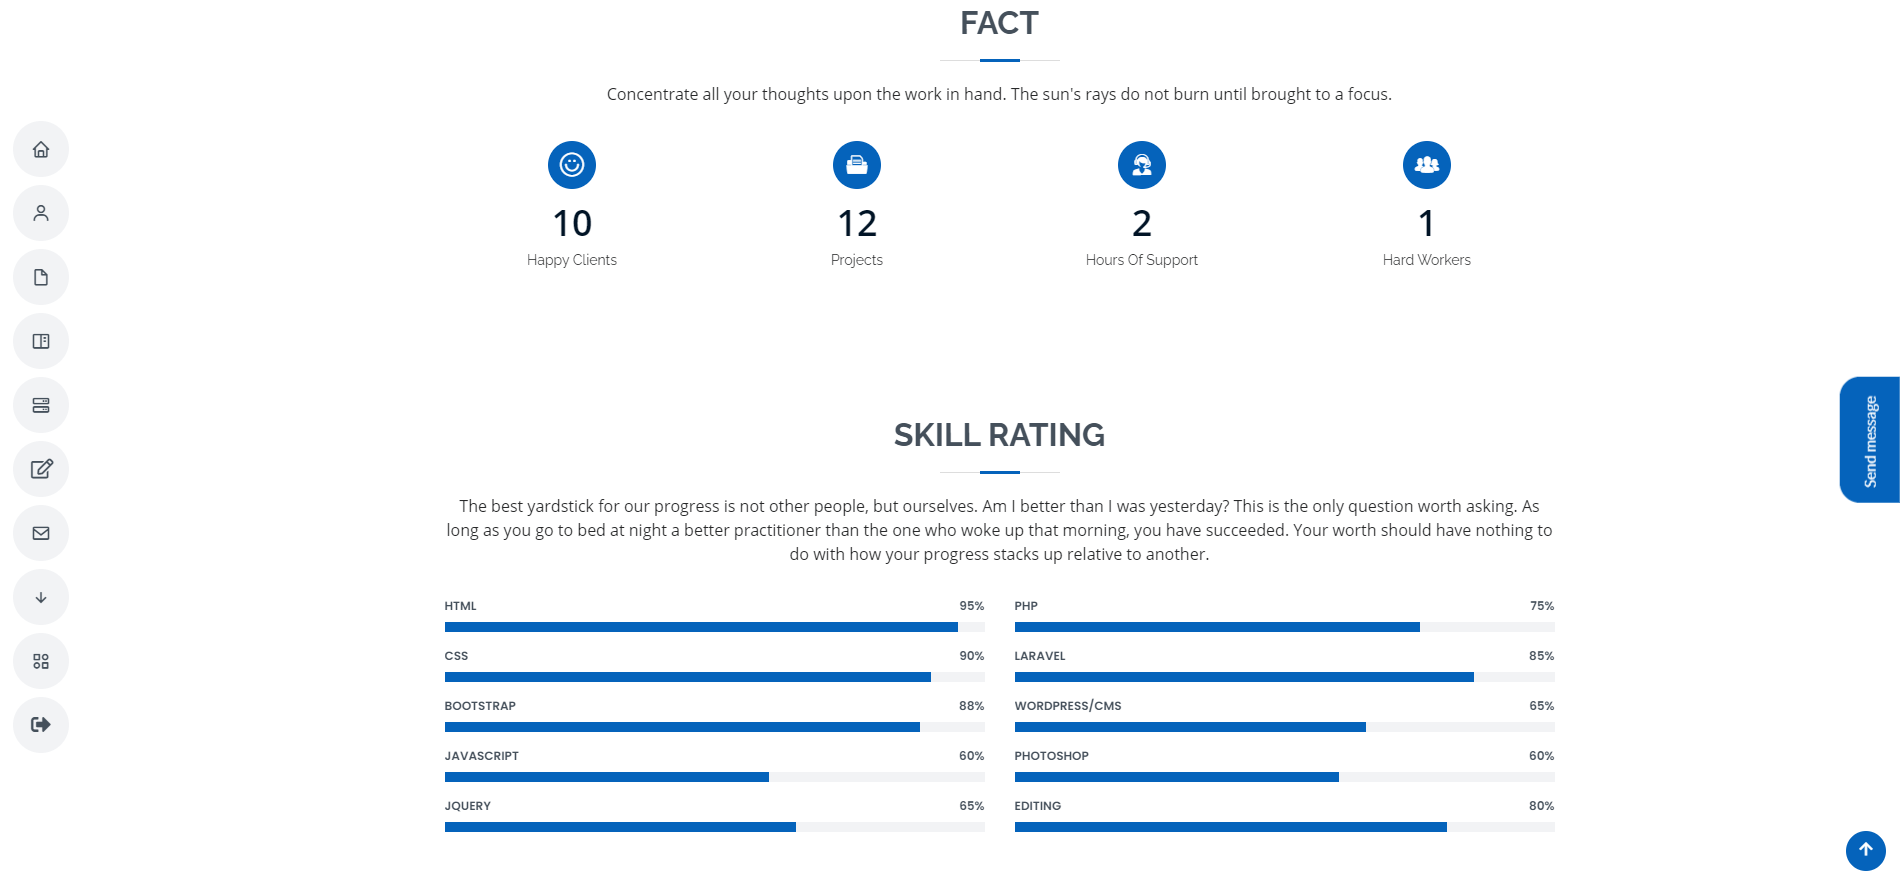 FACT
Concentrate all your thoughts upon the work in hand. The sun's rays do not burn until brought to a focus.
10
Happy Clients
12
Projects
2
Hours Of Support
1
Hard Workers
Send message
SKILL RATING
The best yardstick for our progress is not other people, but ourselves. Am I better than I was yesterday? This is the only question worth asking. As
long as you go to bed at night a better practitioner than the one who woke up that morning, you have succeeded. Your worth should have nothing to
do with how your progress stacks up relative to another.
HTML 95%
CSS 90%
BOOTSTRAP 88%
JAVASCRIPT 60%
JQUERY 65%
PHP 75%
LARAVEL 85%
WORDPRESS/CMS 65%
PHOTOSHOP 60%
EDITING 80%